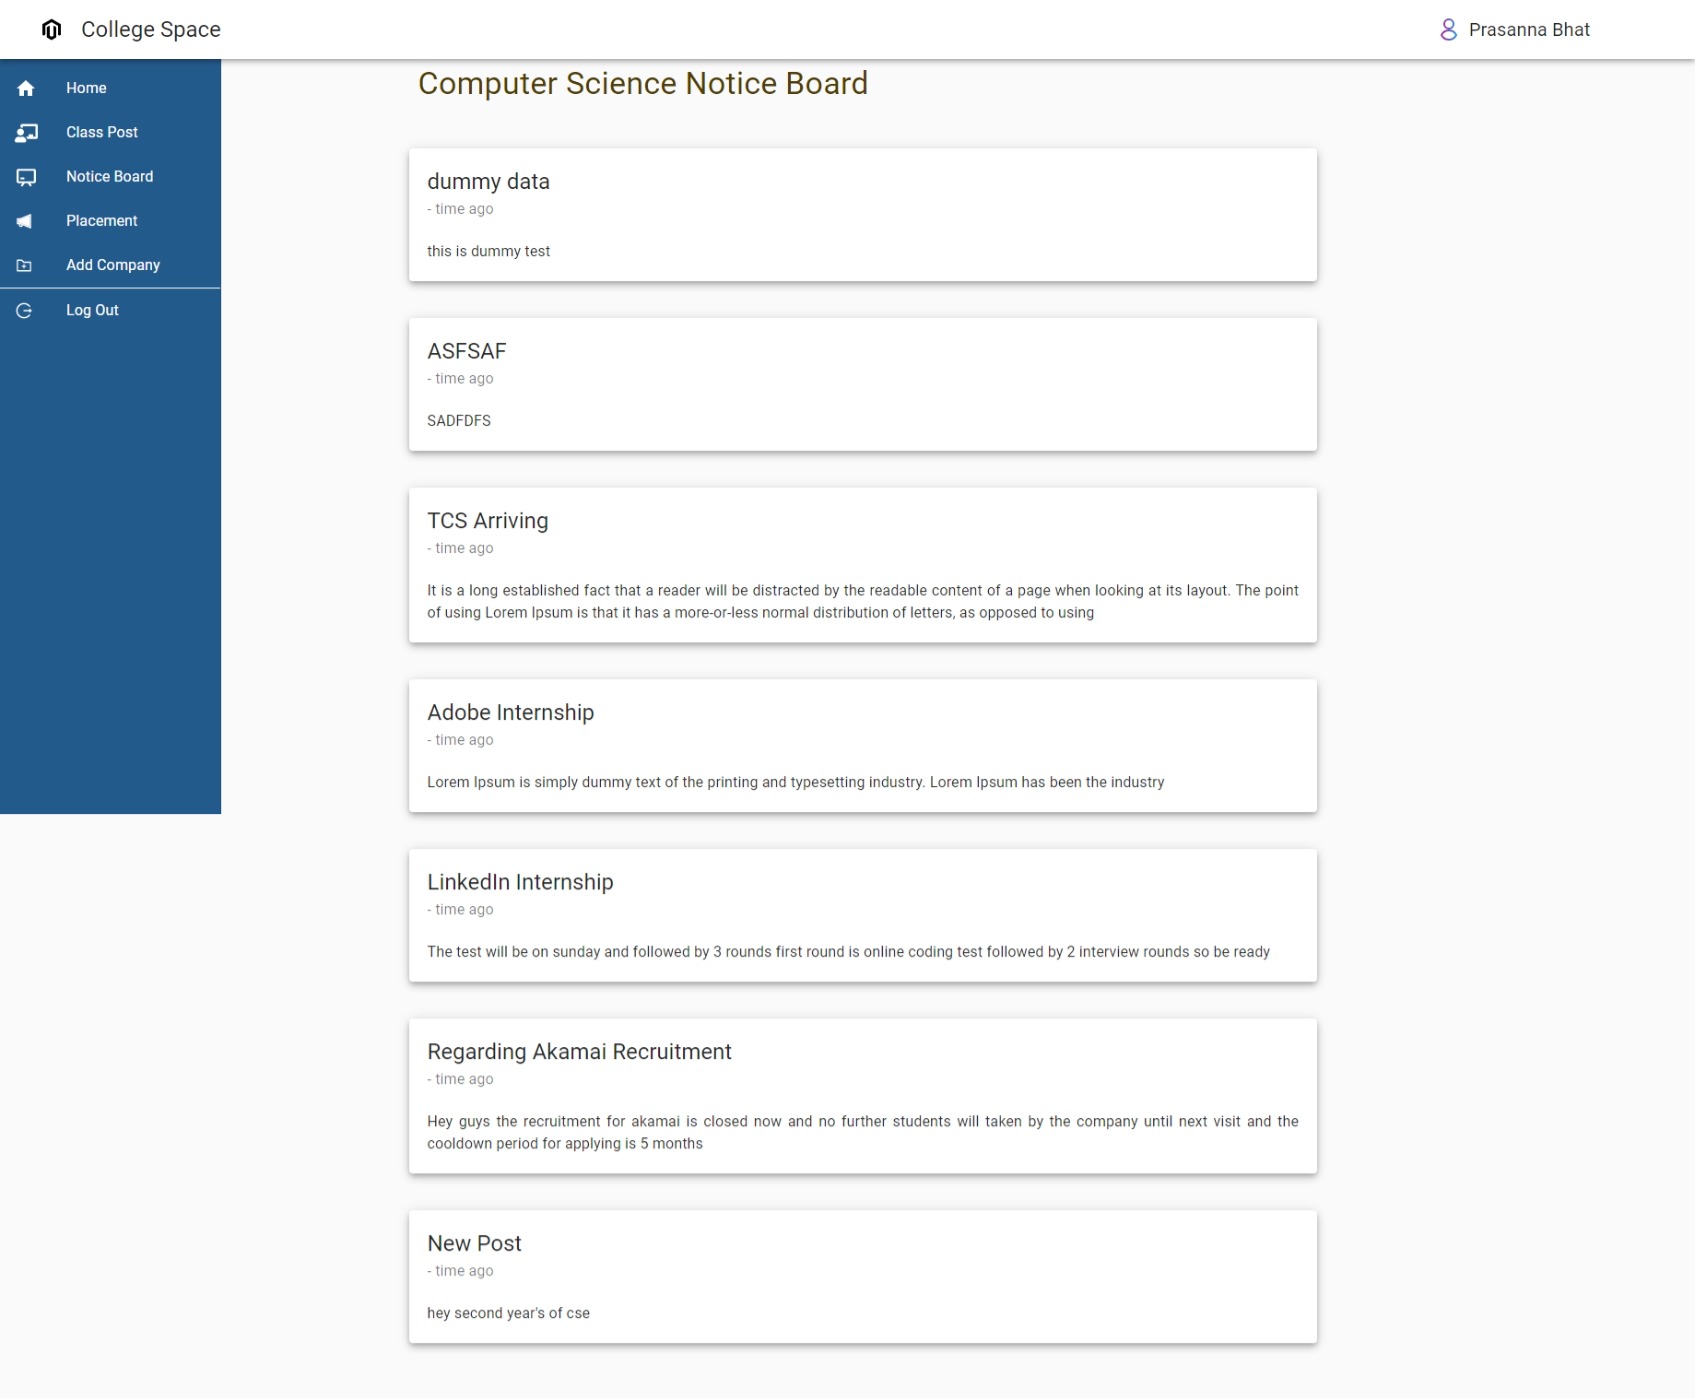 College Space
Prasanna Bhat
Home
Class Post
Notice Board
Placement
Add Company
Log Out
Computer Science Notice Board
dummy data
- time ago
this is dummy test
ASFSAF
- time ago
SADFDFS
TCS Arriving
- time ago
It is a long established fact that a reader will be distracted by the readable content of a page when looking at its layout. The point
of using Lorem Ipsum is that it has a more-or-less normal distribution of letters, as opposed to using
Adobe Internship
- time ago
Lorem Ipsum is simply dummy text of the printing and typesetting industry. Lorem Ipsum has been the industry
LinkedIn Internship
- time ago
The test will be on sunday and followed by 3 rounds first round is online coding test followed by 2 interview rounds so be ready
Regarding Akamai Recruitment
- time ago
Hey guys the recruitment for akamai is closed now and no further students will taken by the company until next visit and the
cooldown period for applying is 5 months
New Post
- time ago
hey second year's of cse